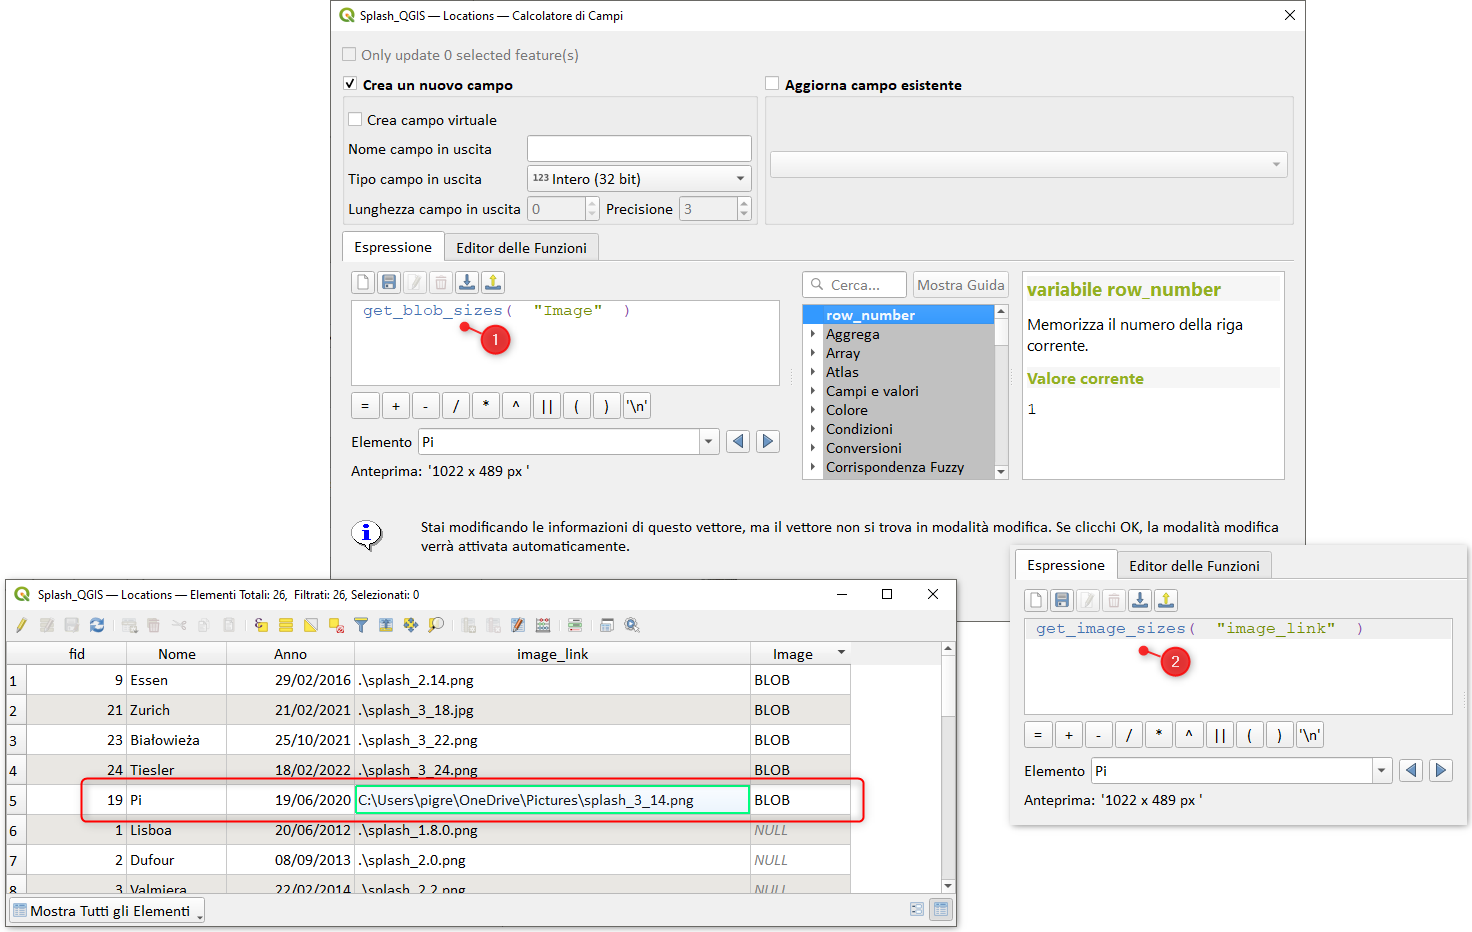 Splash_QGIS — Locations — Calcolatore di Campi
Only update 0 selected feature(s)
Crea un nuovo campo
Aggiorna campo esistente
Crea campo virtuale
Nome campo in uscita
Tipo campo in uscita
123 Intero (32 bit)
Lunghezza campo in uscita
0
Precisione
3
Espressione
Editor delle Funzioni
Cerca...
Mostra Guida
get_blob_sizes( "Image" )
1
= + - / * ^ || ( ) '\n'
Elemento
Pi
Anteprima: '1022 x 489 px '
row_number
Aggrega
Array
Atlas
Campi e valori
Colore
Condizioni
Conversioni
Corrispondenza Fuzzy
variabile row_number
Memorizza il numero della riga
corrente.
Valore corrente
1
Stai modificando le informazioni di questo vettore, ma il vettore non si trova in modalità modifica. Se clicchi OK, la modalità modifica
verrà attivata automaticamente.
Splash_QGIS — Locations — Elementi Totali: 26, Filtrati: 26, Selezionati: 0
fid Nome Anno image_link Image
1 9 Essen 29/02/2016 .\splash_2.14.png BLOB
2 21 Zurich 21/02/2021 .\splash_3_18.jpg BLOB
3 23 Białowieża 25/10/2021 .\splash_3_22.png BLOB
4 24 Tiesler 18/02/2022 .\splash_3_24.png BLOB
5 19 Pi 19/06/2020 C:\Users\pigre\OneDrive\Pictures\splash_3_14.png BLOB
6 1 Lisboa 20/06/2012 .\splash_1.8.0.png NULL
7 2 Dufour 08/09/2013 .\splash_2.0.png NULL
8 3 Valmiera 22/02/2014 .\splash_2.2.png NULL
Mostra Tutti gli Elementi
Espressione
Editor delle Funzioni
get_image_sizes( "image_link" )
2
= + - / * ^ || ( ) '\n'
Elemento
Pi
Anteprima: '1022 x 489 px '